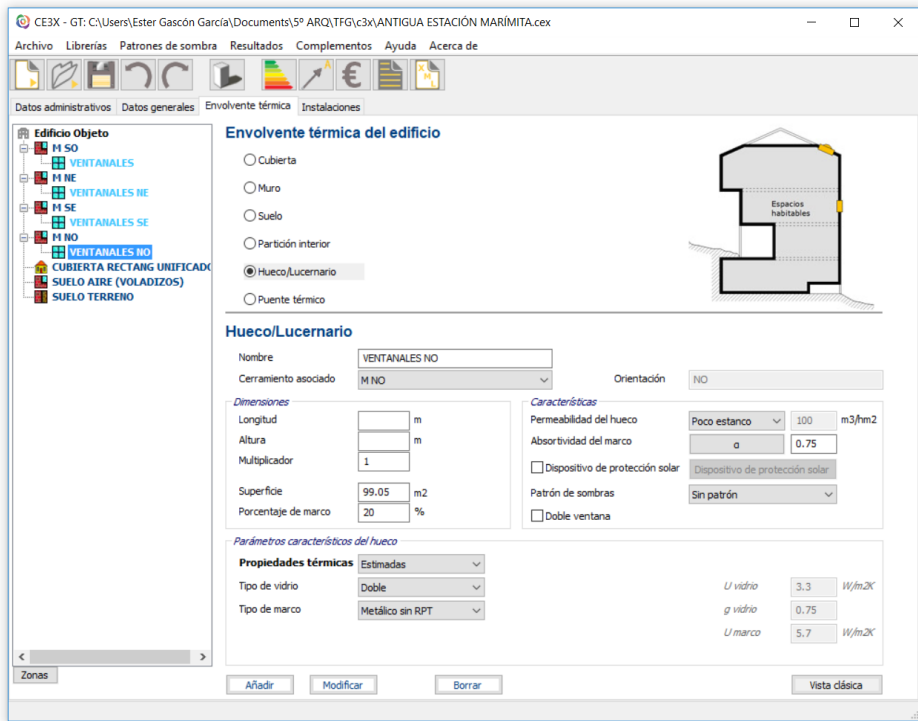 CE3X - GT: C:\Users\Ester Gascón García\Documents\5º ARQ\TFG\c3x\ANTIGUA ESTACIÓN MARÍMITA.cex
Archivo Librerías Patrones de sombra Resultados Complementos Ayuda Acerca de
Datos administrativos Datos generales Envolvente térmica Instalaciones
Edificio Objeto
M SO
VENTANALES
M NE
VENTANALES NE
M SE
VENTANALES SE
M NO
VENTANALES NO
CUBIERTA RECTANG UNIFICADO
SUELO AIRE (VOLADIZOS)
SUELO TERRENO
Zonas
Envolvente térmica del edificio
Cubierta
Muro
Suelo
Partición interior
Hueco/Lucernario
Puente térmico
Espacios
habitables
Hueco/Lucernario
Nombre VENTANALES NO
Cerramiento asociado M NO Orientación NO
Dimensiones
Longitud m
Altura m
Multiplicador 1
Superficie 99.05 m2
Porcentaje de marco 20 %
Características
Permeabilidad del hueco Poco estanco 100 m3/hm2
Absortividad del marco α 0.75
Dispositivo de protección solar Dispositivo de protección solar
Patrón de sombras Sin patrón
Doble ventana
Parámetros característicos del hueco
Propiedades térmicas Estimadas
Tipo de vidrio Doble U vidrio 3.3 W/m2K
Tipo de marco Metálico sin RPT g vidrio 0.75
U marco 5.7 W/m2K
Añadir Modificar Borrar Vista clásica